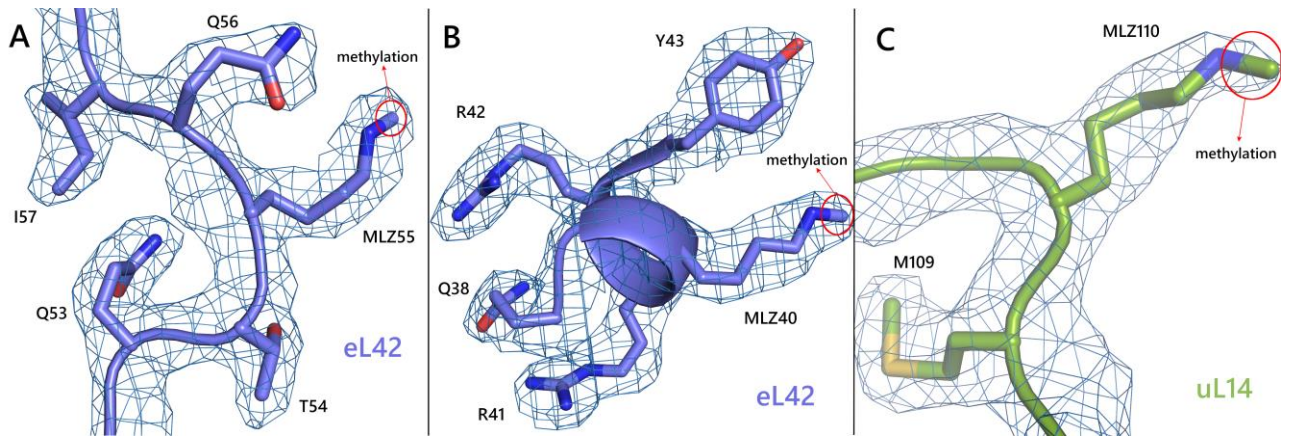 A
Q56
methylation
I57
MLZ55
Q53
T54
eL42
B
Y43
R42
methylation
Q38
MLZ40
R41
eL42
C
MLZ110
methylation
M109
uL14